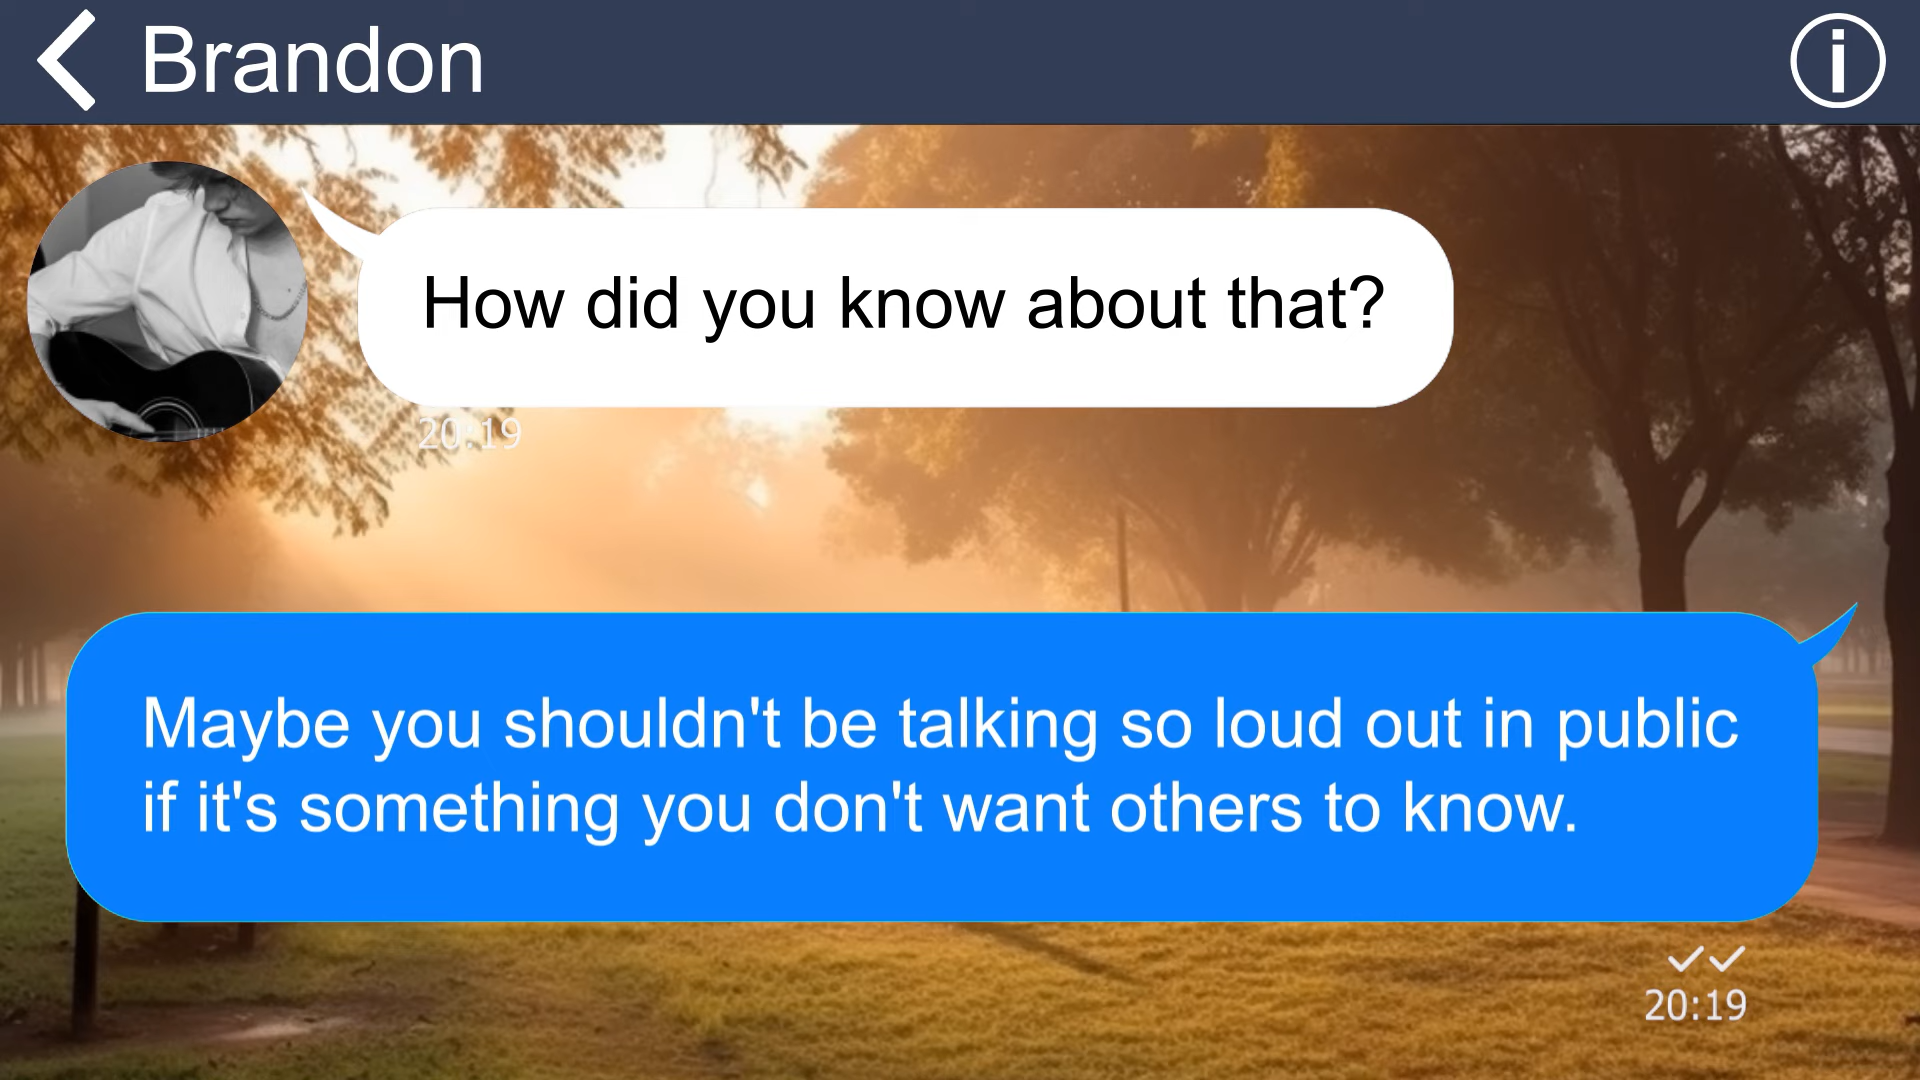 Brandon
How did you know about that?
20:19
Maybe you shouldn't be talking so loud out in public
if it's something you don't want others to know.
20:19